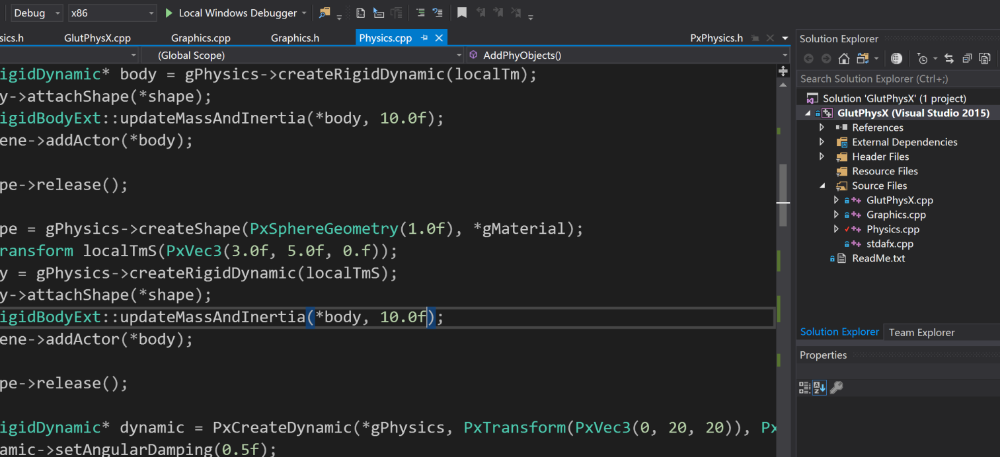 Debug x86 Local Windows Debugger
sics.h GlutPhysX.cpp Graphics.cpp Graphics.h Physics.cpp PxPhysics.h
(Global Scope) AddPhyObjects()
igidDynamic* body = gPhysics->createRigidDynamic(localTm);
y->attachShape(*shape);
igidBodyExt::updateMassAndInertia(*body, 10.0f);
ene->addActor(*body);
pe->release();
pe = gPhysics->createShape(PxSphereGeometry(1.0f), *gMaterial);
ransform localTmS(PxVec3(3.0f, 5.0f, 0.f));
y = gPhysics->createRigidDynamic(localTmS);
y->attachShape(*shape);
igidBodyExt::updateMassAndInertia(*body, 10.0f);
ene->addActor(*body);
pe->release();
igidDynamic* dynamic = PxCreateDynamic(*gPhysics, PxTransform(PxVec3(0, 20, 20)), Px
amic->setAngularDamping(0.5f);
Solution Explorer
Search Solution Explorer (Ctrl+;)
Solution 'GlutPhysX' (1 project)
GlutPhysX (Visual Studio 2015)
References
External Dependencies
Header Files
Resource Files
Source Files
GlutPhysX.cpp
Graphics.cpp
Physics.cpp
stdafx.cpp
ReadMe.txt
Solution Explorer Team Explorer
Properties